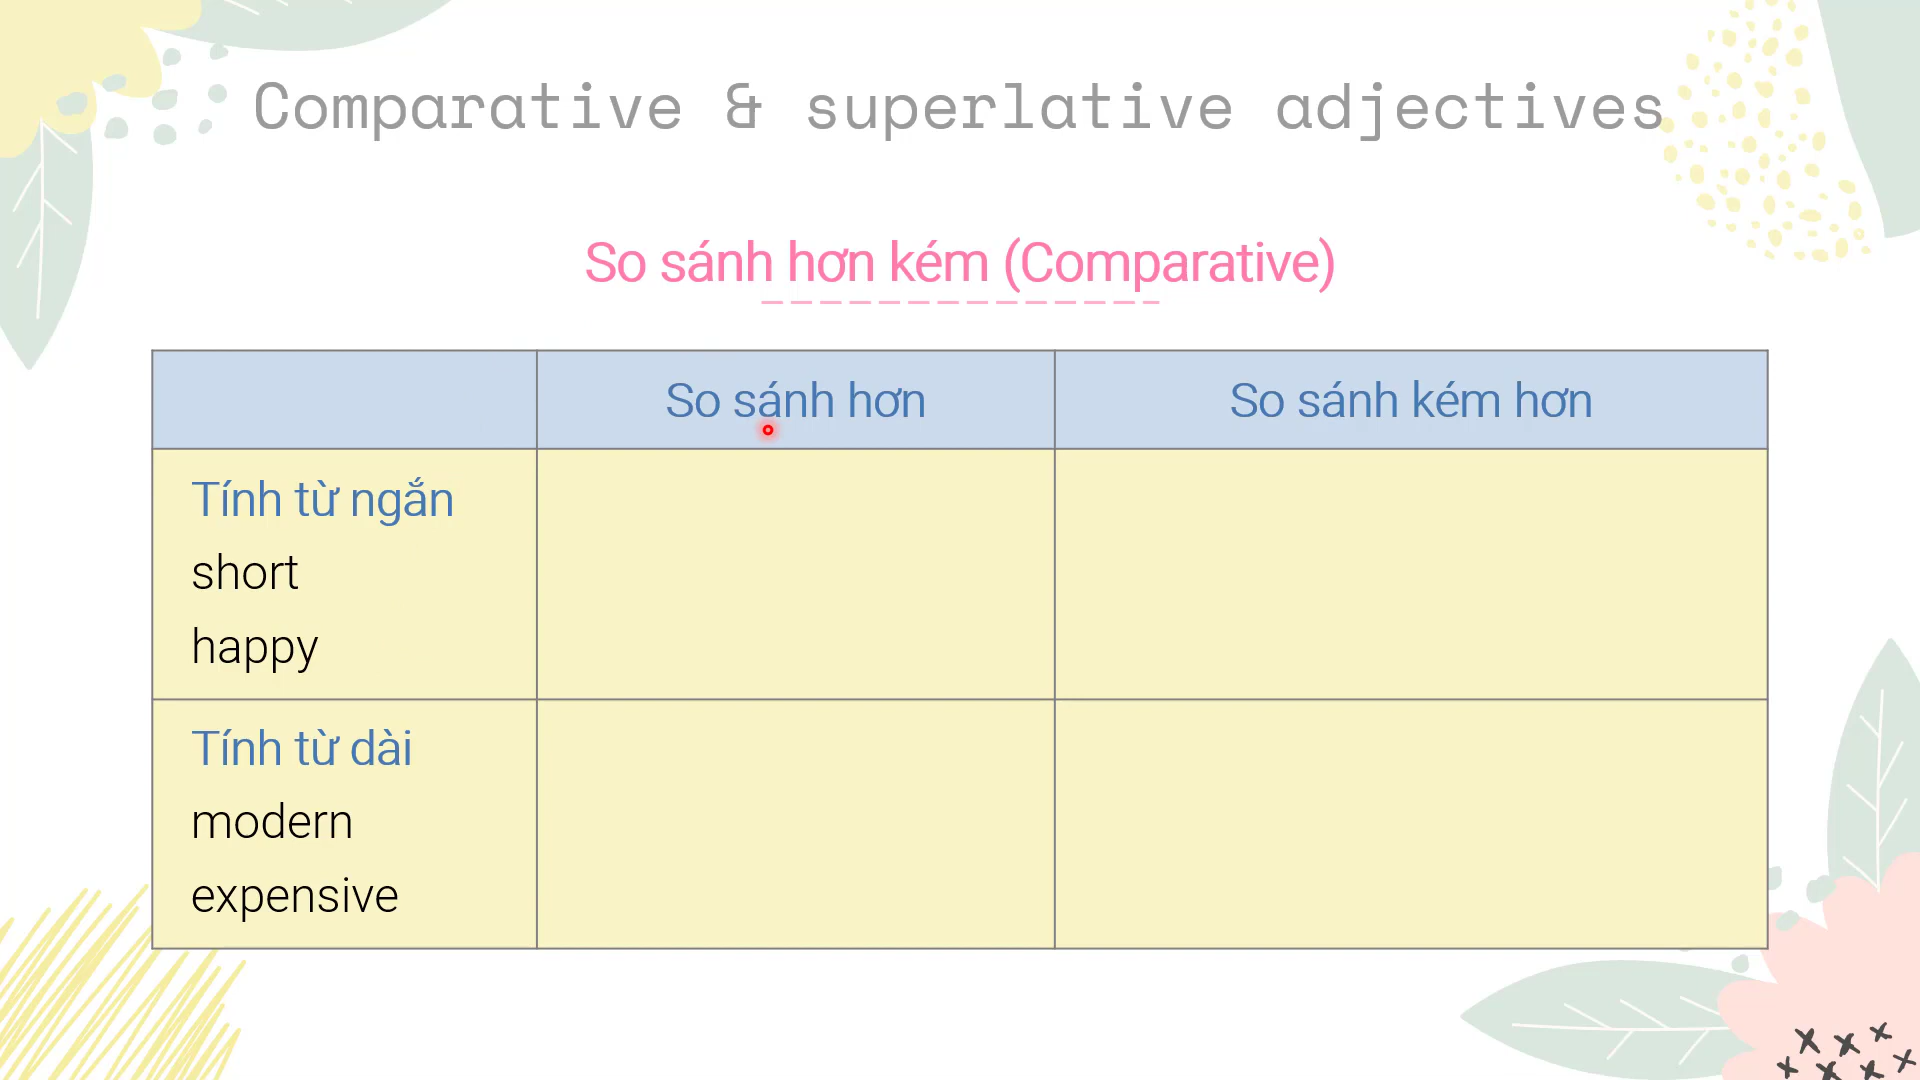 Comparative & superlative adjectives
So sánh hơn kém (Comparative)
So sánh hơn
So sánh kém hơn
Tính từ ngắn
short
happy
Tính từ dài
modern
expensive